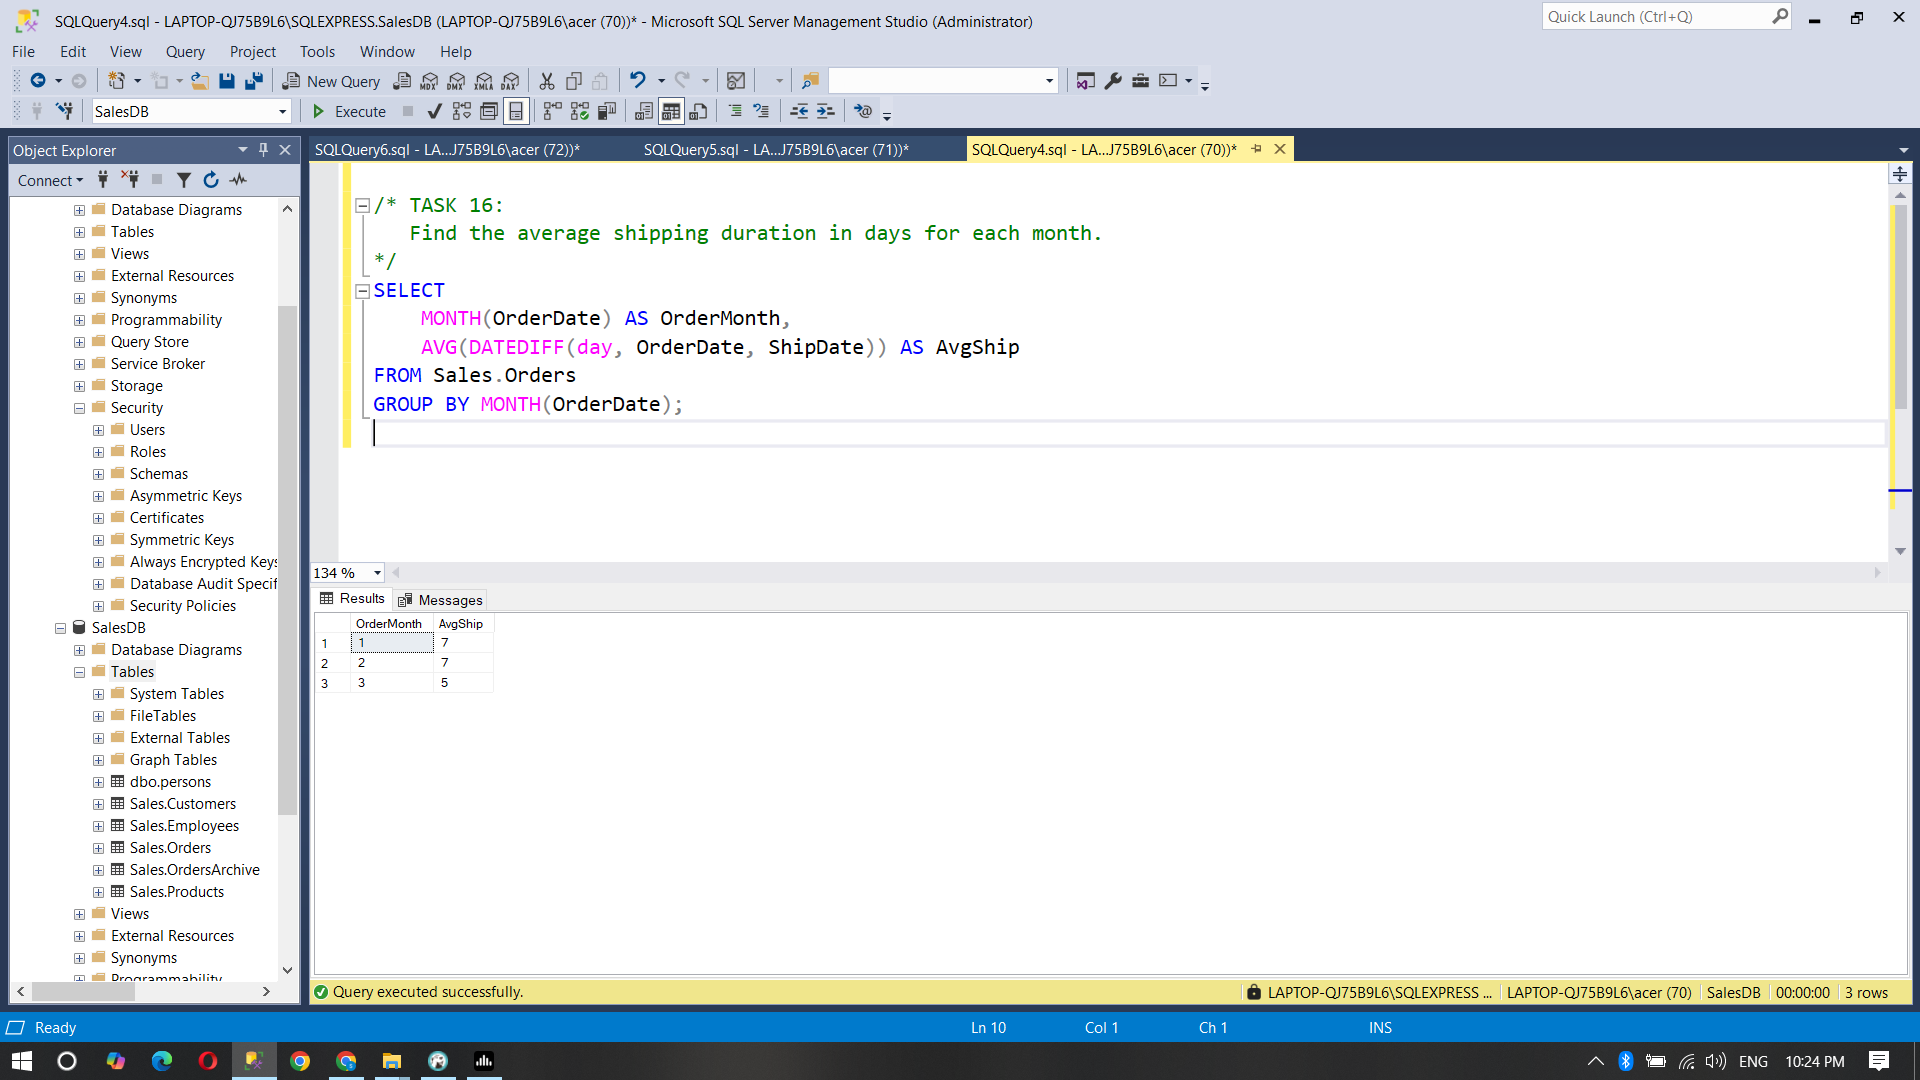 SQLQuery4.sql - LAPTOP-QJ75B9L6\SQLEXPRESS.SalesDB (LAPTOP-QJ75B9L6\acer (70))* - Microsoft SQL Server Management Studio (Administrator)
Quick Launch (Ctrl+Q)
File Edit View Query Project Tools Window Help
New Query MDX DMX XMLA DAX
SalesDB Execute
Object Explorer
SQLQuery6.sql - LA...J75B9L6\acer (72))* SQLQuery5.sql - LA...J75B9L6\acer (71))* SQLQuery4.sql - LA...J75B9L6\acer (70))*
Connect
Database Diagrams
Tables
Views
External Resources
Synonyms
Programmability
Query Store
Service Broker
Storage
Security
Users
Roles
Schemas
Asymmetric Keys
Certificates
Symmetric Keys
Always Encrypted Keys
Database Audit Specif
Security Policies
SalesDB
Database Diagrams
Tables
System Tables
FileTables
External Tables
Graph Tables
dbo.persons
Sales.Customers
Sales.Employees
Sales.Orders
Sales.OrdersArchive
Sales.Products
Views
External Resources
Synonyms
Programmability
/* TASK 16:
Find the average shipping duration in days for each month.
*/
SELECT
MONTH(OrderDate) AS OrderMonth,
AVG(DATEDIFF(day, OrderDate, ShipDate)) AS AvgShip
FROM Sales.Orders
GROUP BY MONTH(OrderDate);
134 %
Results Messages
OrderMonth AvgShip
1 1 7
2 2 7
3 3 5
Query executed successfully. LAPTOP-QJ75B9L6\SQLEXPRESS ... LAPTOP-QJ75B9L6\acer (70) SalesDB 00:00:00 3 rows
Ready Ln 10 Col 1 Ch 1 INS
ENG 10:24 PM